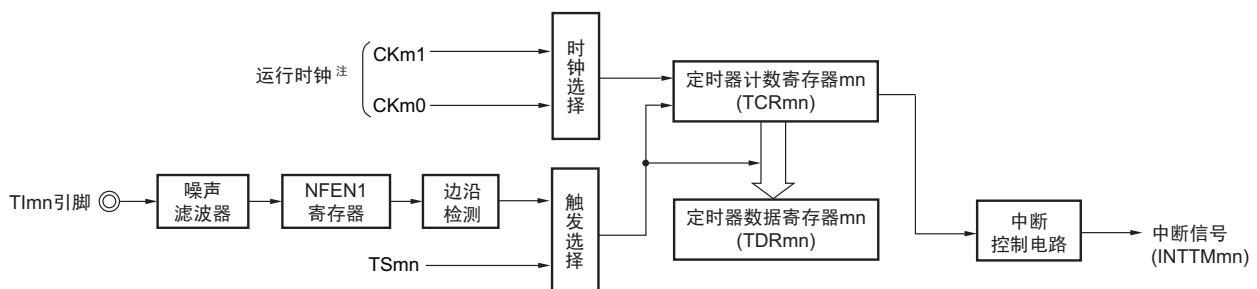 运行时钟 注
CKm1
CKm0
时钟选择
定时器计数寄存器mn
(TCRmn)
TImn引脚
噪声
滤波器
NFEN1
寄存器
边沿
检测
TSmn
触发选择
定时器数据寄存器mn
(TDRmn)
中断
控制电路
中断信号
(INTTMmn)